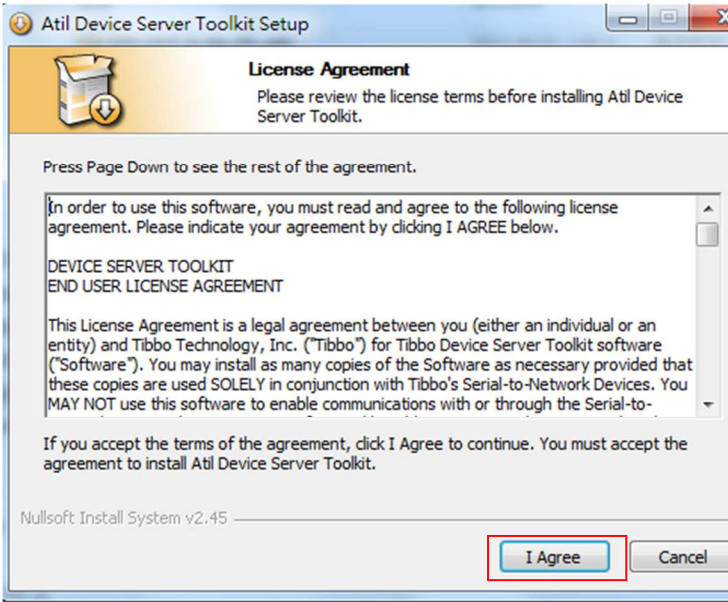 Atil Device Server Toolkit Setup
License Agreement
Please review the license terms before installing Atil Device
Server Toolkit.
Press Page Down to see the rest of the agreement.
In order to use this software, you must read and agree to the following license
agreement. Please indicate your agreement by clicking I AGREE below.
DEVICE SERVER TOOLKIT
END USER LICENSE AGREEMENT
This License Agreement is a legal agreement between you (either an individual or an
entity) and Tibbo Technology, Inc. ("Tibbo") for Tibbo Device Server Toolkit software
("Software"). You may install as many copies of the Software as necessary provided that
these copies are used SOLELY in conjunction with Tibbo's Serial-to-Network Devices. You
MAY NOT use this software to enable communications with or through the Serial-to-
If you accept the terms of the agreement, click I Agree to continue. You must accept the
agreement to install Atil Device Server Toolkit.
Nullsoft Install System v2.45
I Agree
Cancel